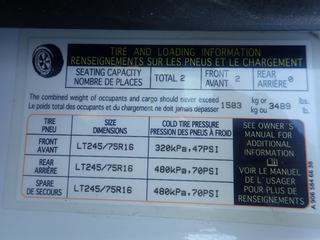 TIRE AND LOADING INFORMATION
RENSEIGNEMENTS SUR LES PNEUS ET LE CHARGEMENT
SEATING CAPACITY
NOMBRE DE PLACES
TOTAL 2
FRONT
AVANT 2
REAR
ARRIÈRE 0
The combined weight of occupants and cargo should never exceed
Le poids total des occupants et du chargement ne doit jamais dépasser
1583 kg or
kg ou 3489 lbs.
lb.
TIRE
PNEU
SIZE
DIMENSIONS
COLD TIRE PRESSURE
PRESSION DES PNEUS À FROID
FRONT
AVANT
LT245/75R16
320kPa,47PSI
REAR
ARRIÈRE
LT245/75R16
480kPa,70PSI
SPARE
DE SECOURS
LT245/75R16
480kPa,70PSI
SEE OWNER'S
MANUAL FOR
ADDITIONAL
INFORMATION
VOIR LE MANUEL
DE L'USAGER
POUR PLUS DE
RENSEIGNEMENTS
A 906 584 66 38